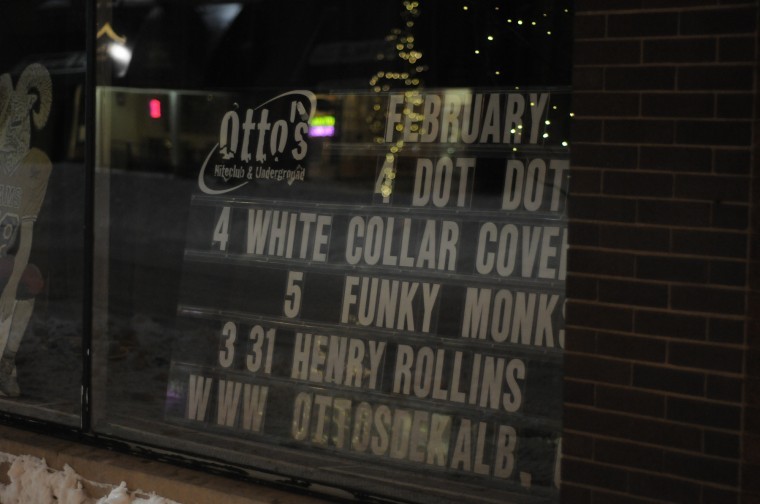 Otto's
Niteclub & Underground
FEBRUARY
4 DOT DOT
4 WHITE COLLAR COVE
5 FUNKY MONKS
3 31 HENRY ROLLINS
WWW OTTOSDEKALB.